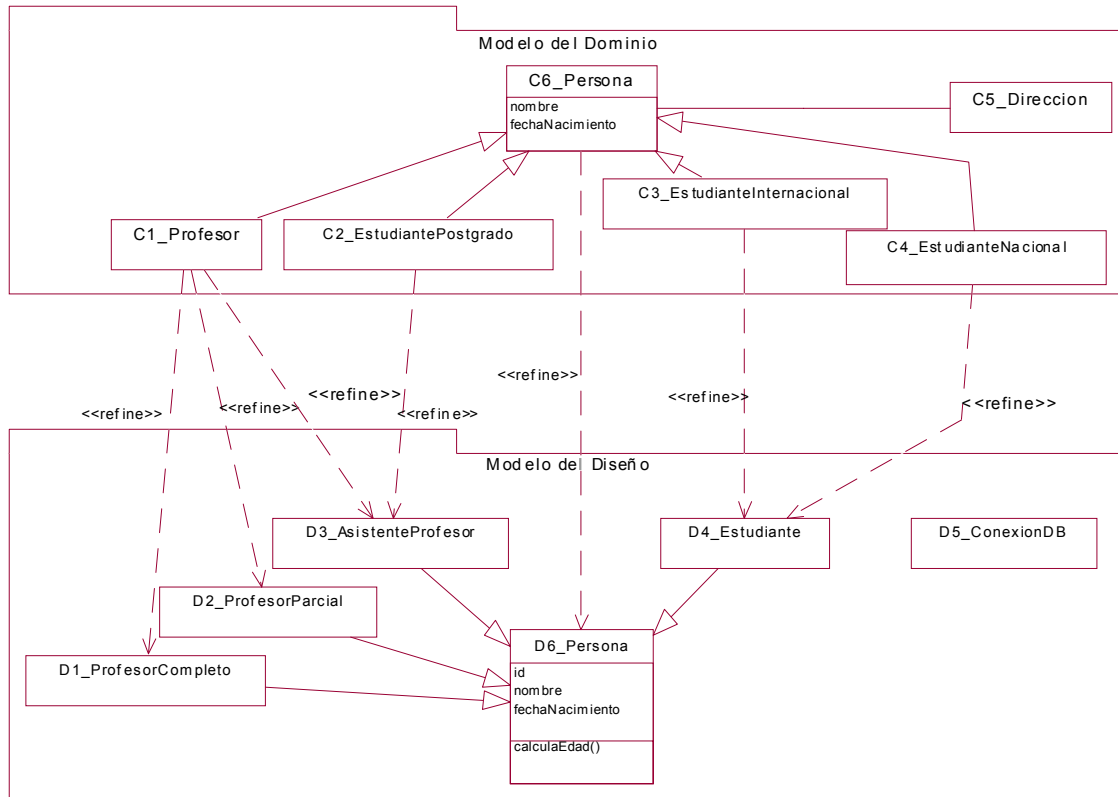 Modelo del Dominio
C6_Persona
nombre
fechaNacimiento
C5_Direccion
C3_EstudianteInternacional
C1_Profesor
C2_EstudiantePostgrado
C4_EstudianteNacional
<<refine>>
<<refine>>
<<refine>>
<<refine>>
<<refine>>
<<refine>>
<<refine>>
Modelo del Diseño
D3_AsistenteProfesor
D4_Estudiante
D5_ConexionDB
D2_ProfesorParcial
D1_ProfesorCompleto
D6_Persona
id
nombre
fechaNacimiento
calculaEdad()